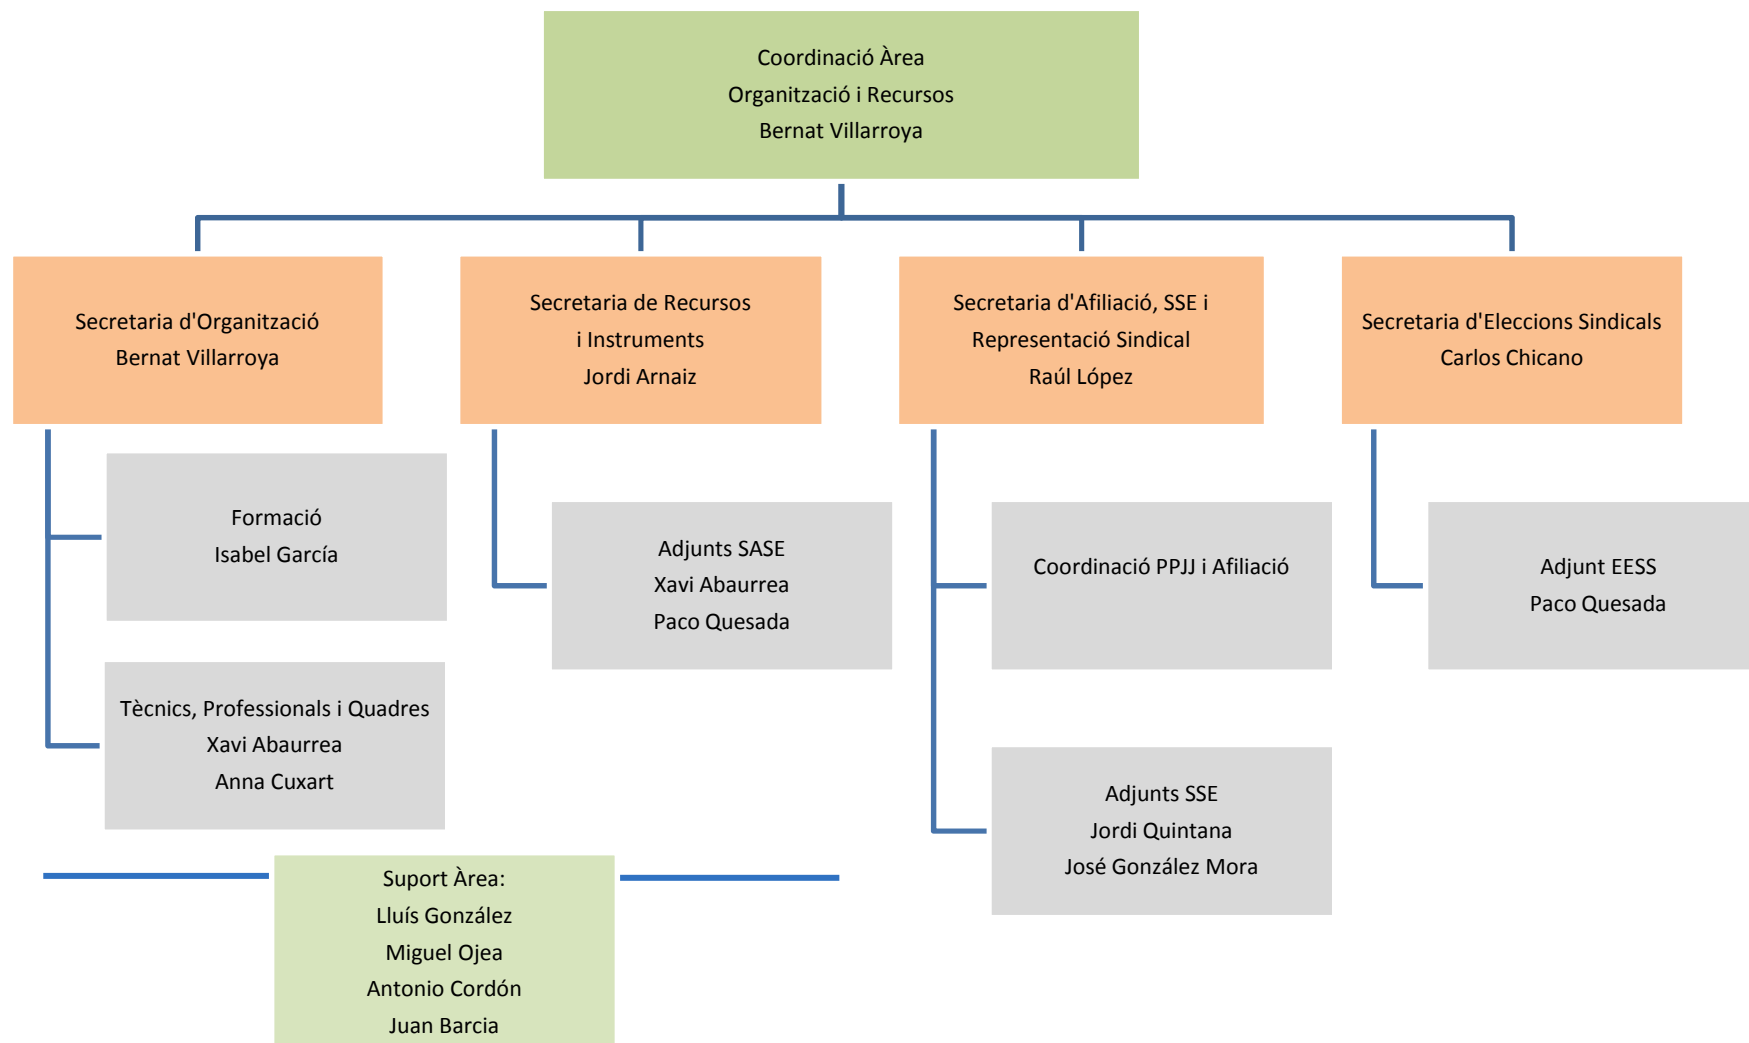 Coordinació Àrea
Organització i Recursos
Bernat Villarroya
Secretaria d'Organització
Bernat Villarroya
Secretaria de Recursos
i Instruments
Jordi Arnaiz
Secretaria d'Afiliació, SSE i
Representació Sindical
Raúl López
Secretaria d'Eleccions Sindicals
Carlos Chicano
Formació
Isabel García
Tècnics, Professionals i Quadres
Xavi Abaurrea
Anna Cuxart
Adjunts SASE
Xavi Abaurrea
Paco Quesada
Coordinació PPJJ i Afiliació
Adjunts SSE
Jordi Quintana
José González Mora
Adjunt EESS
Paco Quesada
Suport Àrea:
Lluís González
Miguel Ojea
Antonio Cordón
Juan Barcia